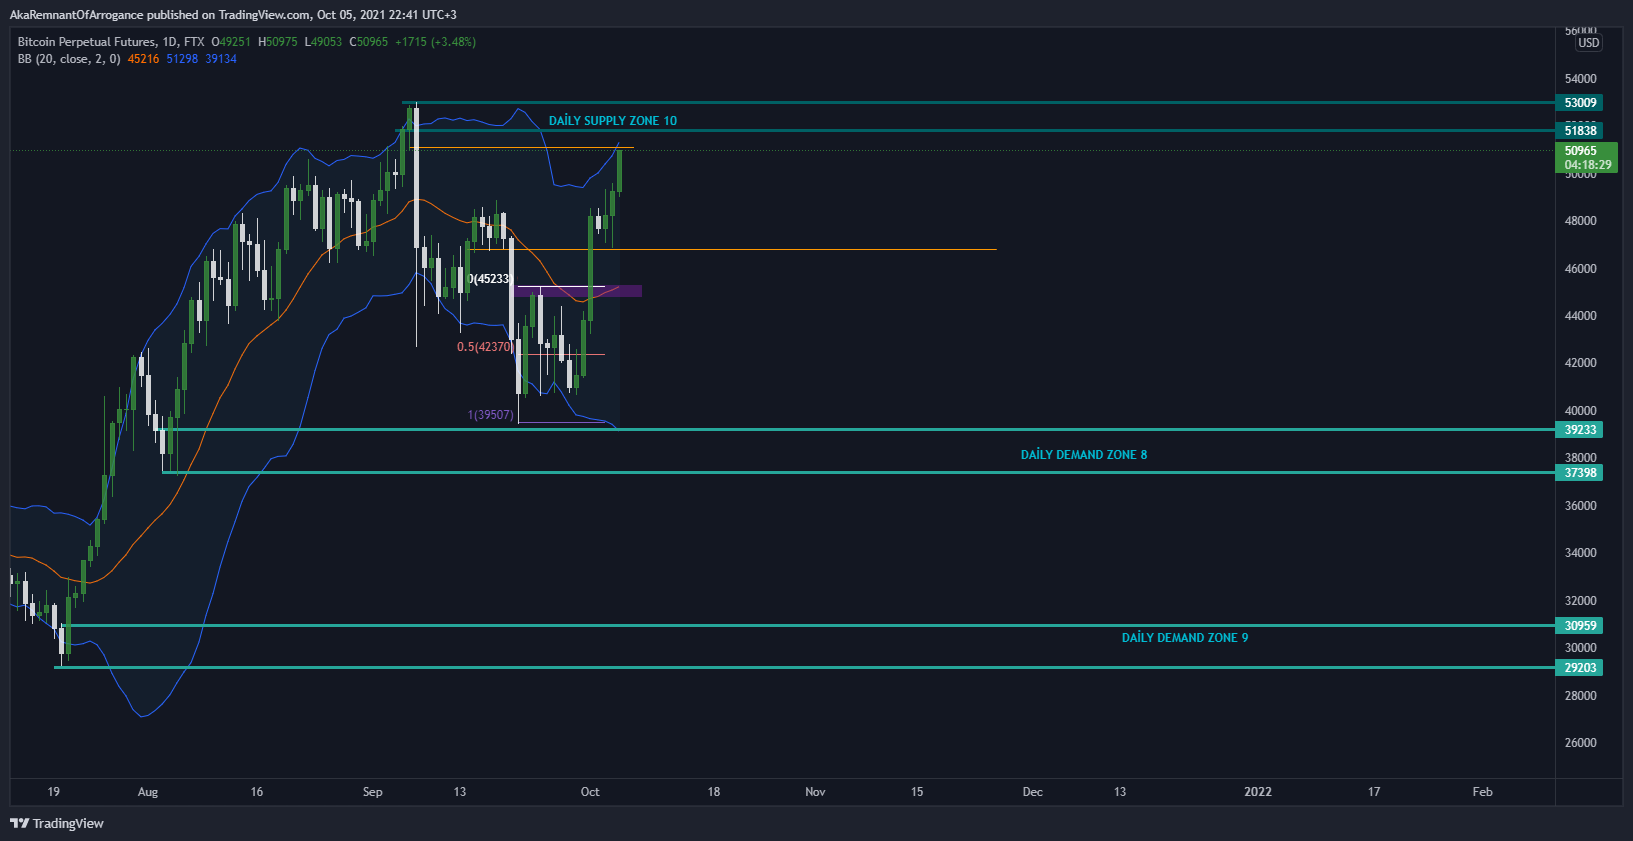 AkaRemnantOfArrogance published on TradingView.com, Oct 05, 2021 22:41 UTC+3
Bitcoin Perpetual Futures, 1D, FTX O49251 H50975 L49053 C50965 +1715 (+3.48%)
BB (20, close, 2, 0) 45216 51298 39134
56000
USD
54000
53009
DAİLY SUPPLY ZONE 10
51838
50965
04:18:29
50000
48000
46000
0(45233)
44000
0.5(42370)
42000
1(39507)
40000
39233
DAİLY DEMAND ZONE 8
38000
37398
36000
34000
32000
30959
DAİLY DEMAND ZONE 9
30000
29203
28000
26000
19 Aug 16 Sep 13 Oct 18 Nov 15 Dec 13 2022 17 Feb
TradingView